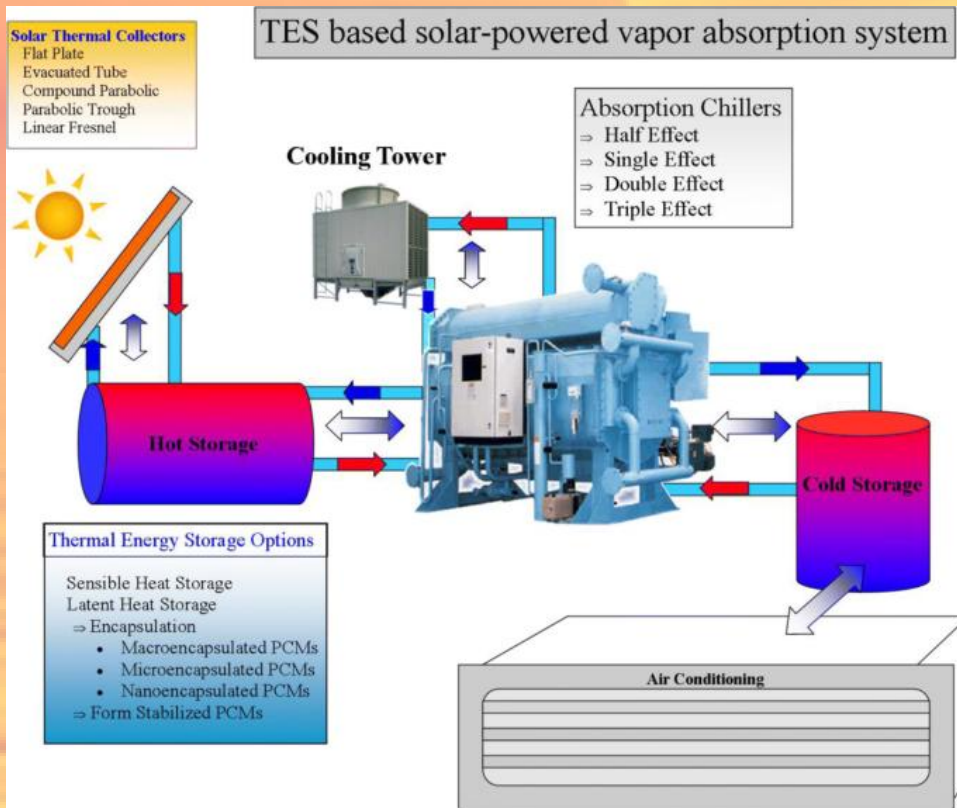 TES based solar-powered vapor absorption system
Solar Thermal Collectors
Flat Plate
Evacuated Tube
Compound Parabolic
Parabolic Trough
Linear Fresnel
Absorption Chillers
⇒ Half Effect
⇒ Single Effect
⇒ Double Effect
⇒ Triple Effect
Cooling Tower
Hot Storage
Cold Storage
Thermal Energy Storage Options
Sensible Heat Storage
Latent Heat Storage
⇒ Encapsulation
• Macroencapsulated PCMs
• Microencapsulated PCMs
• Nanoencapsulated PCMs
⇒ Form Stabilized PCMs
Air Conditioning